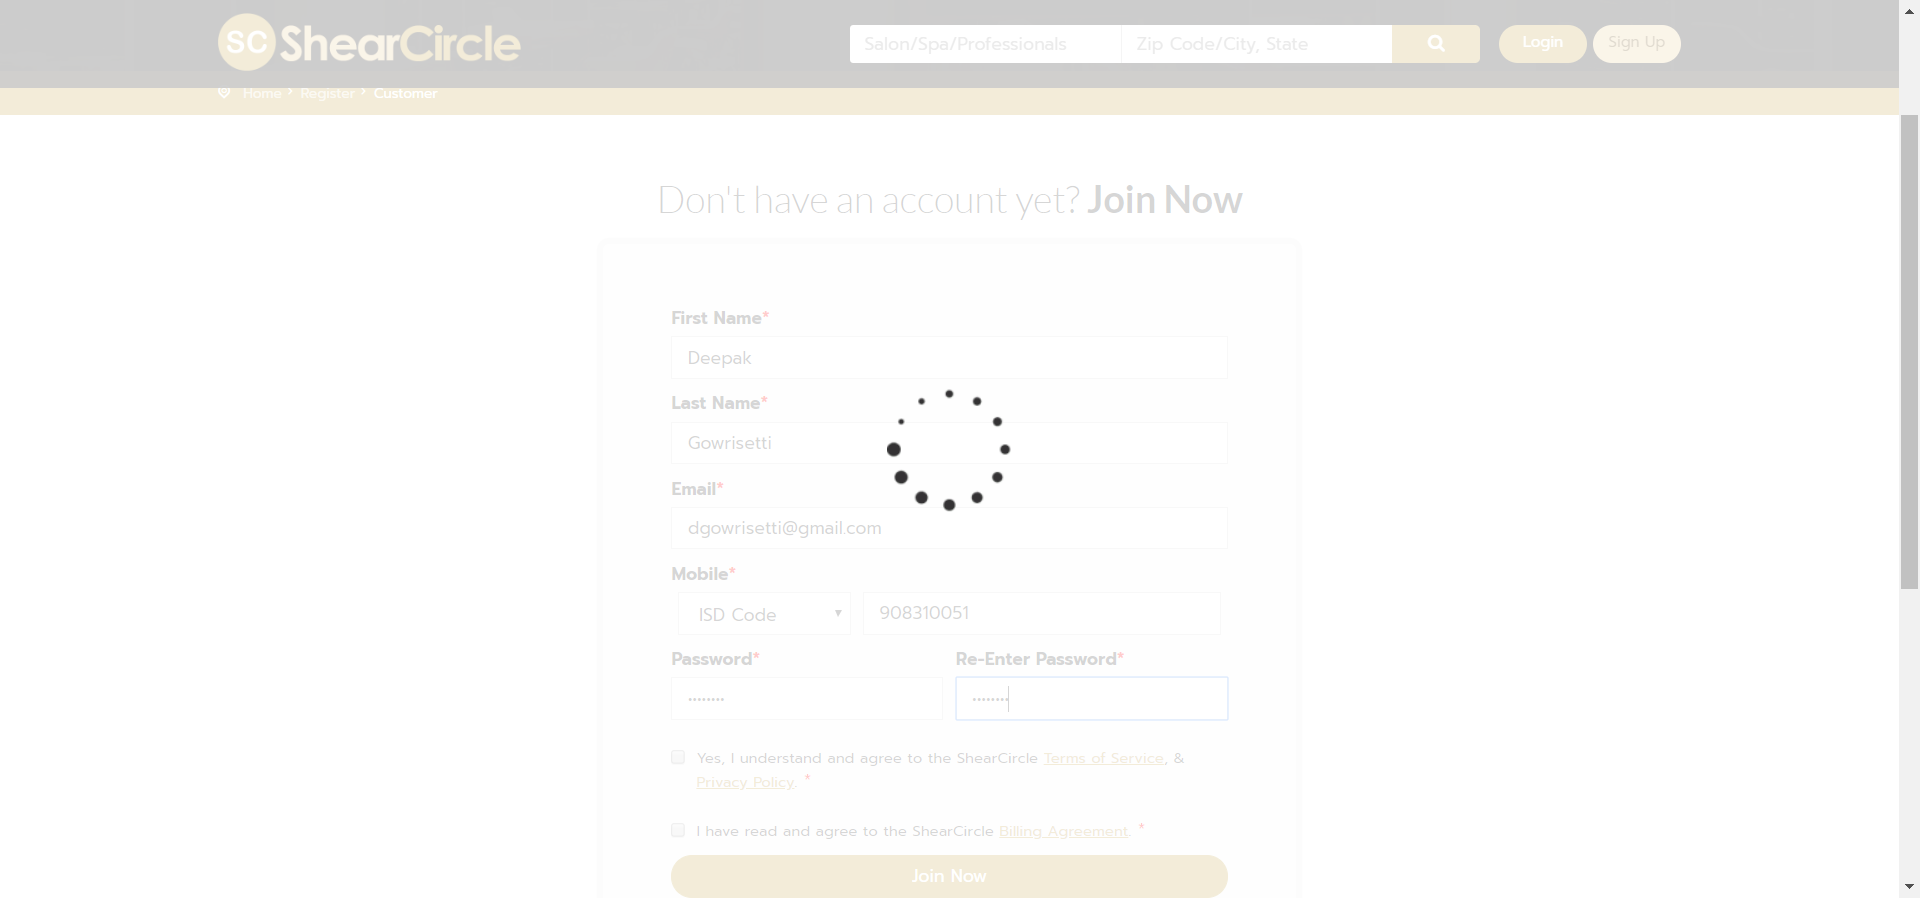 SC ShearCircle
Salon/Spa/Professionals
Zip Code/City, State
Login
Sign Up
Home › Register › Customer
Don't have an account yet? Join Now
First Name*
Deepak
Last Name*
Gowrisetti
Email*
dgowrisetti@gmail.com
Mobile*
ISD Code
908310051
Password* Re-Enter Password*
•••••••• ••••••••
Yes, I understand and agree to the ShearCircle Terms of Service, &
Privacy Policy. *
I have read and agree to the ShearCircle Billing Agreement. *
Join Now